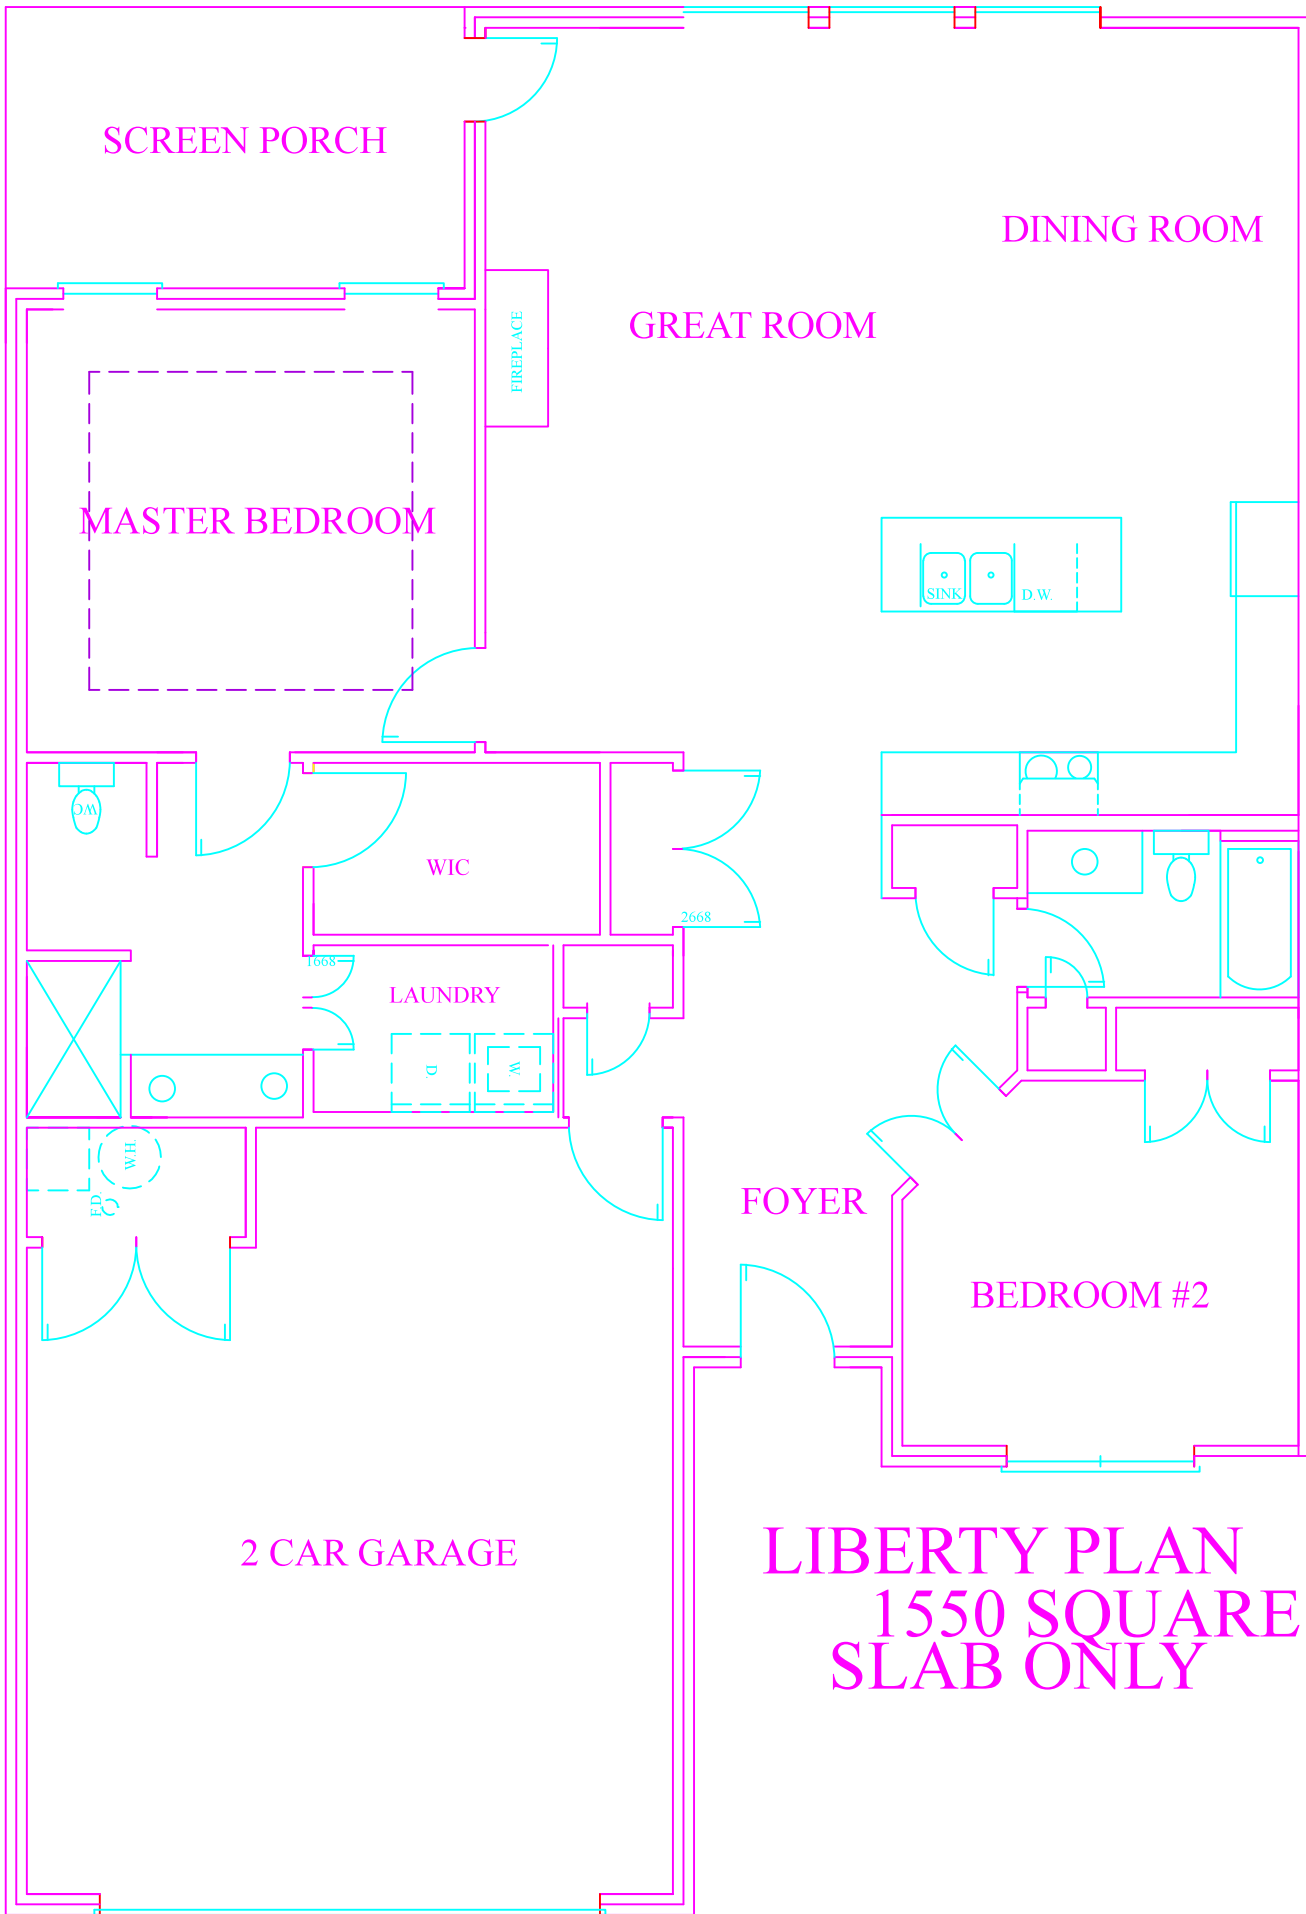 SCREEN PORCH
DINING ROOM
GREAT ROOM
FIREPLACE
MASTER BEDROOM
SINK
D.W.
WC
WIC
2668
1668
LAUNDRY
D.
W.
W.H.
F.D.
FOYER
BEDROOM #2
2 CAR GARAGE
LIBERTY PLAN
1550 SQUARE
SLAB ONLY